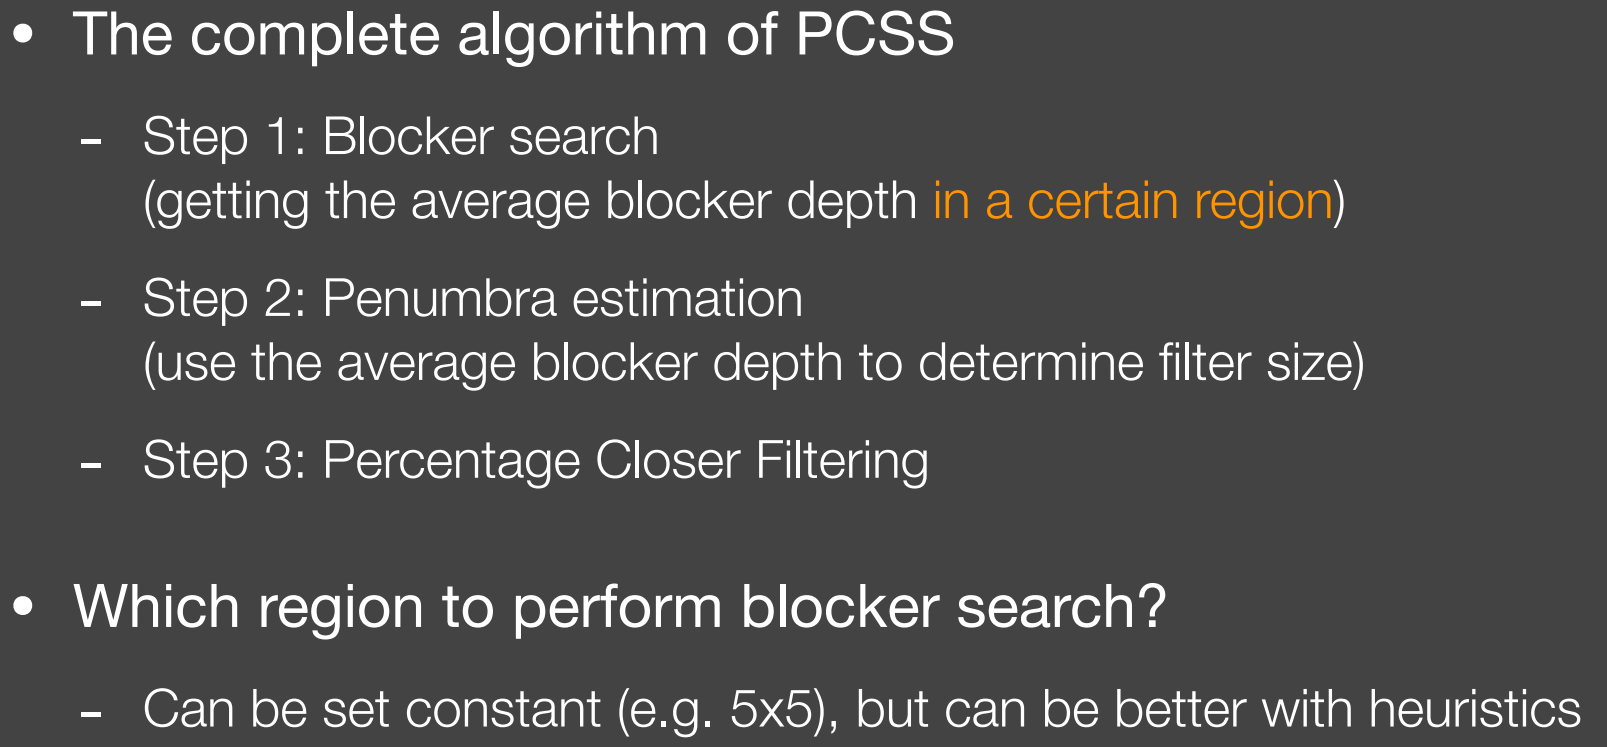 • The complete algorithm of PCSS
- Step 1: Blocker search
(getting the average blocker depth in a certain region)
- Step 2: Penumbra estimation
(use the average blocker depth to determine filter size)
- Step 3: Percentage Closer Filtering
• Which region to perform blocker search?
- Can be set constant (e.g. 5x5), but can be better with heuristics